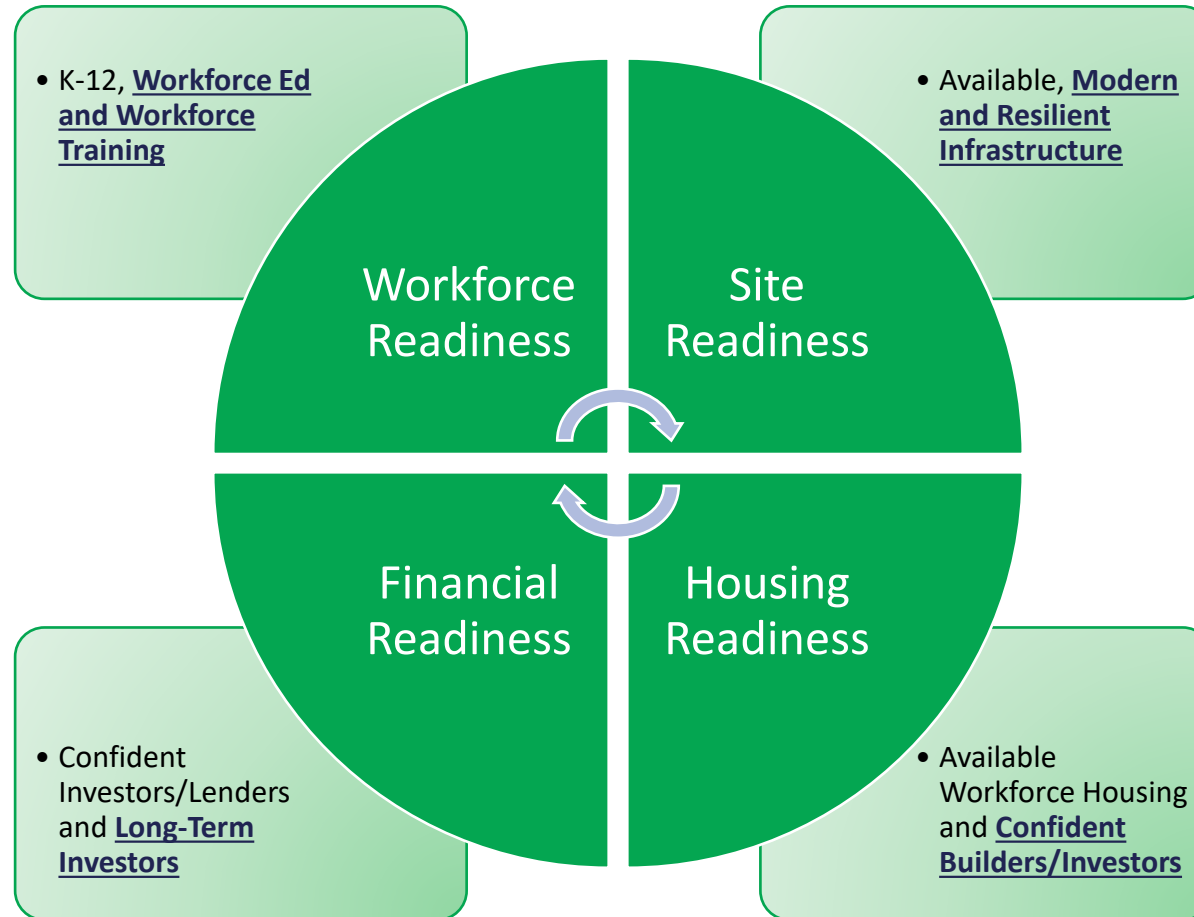 • K-12, Workforce Ed
and Workforce
Training
• Available, Modern
and Resilient
Infrastructure
Workforce
Readiness
Site
Readiness
Financial
Readiness
Housing
Readiness
• Confident
Investors/Lenders
and Long-Term
Investors
• Available
Workforce Housing
and Confident
Builders/Investors